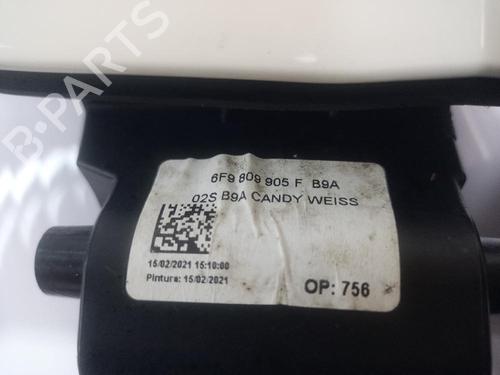 B-PARTS
6F9 809 905 F B9A
02S B9A CANDY WEISS
15/02/2021 15:10:00
Pintura: 15/02/2021
OP: 756